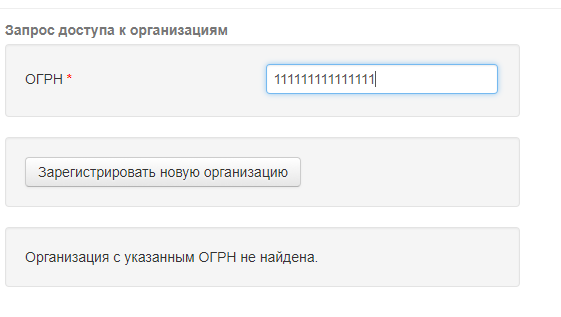 Запрос доступа к организациям
ОГРН * 111111111111111
Зарегистрировать новую организацию
Организация с указанным ОГРН не найдена.